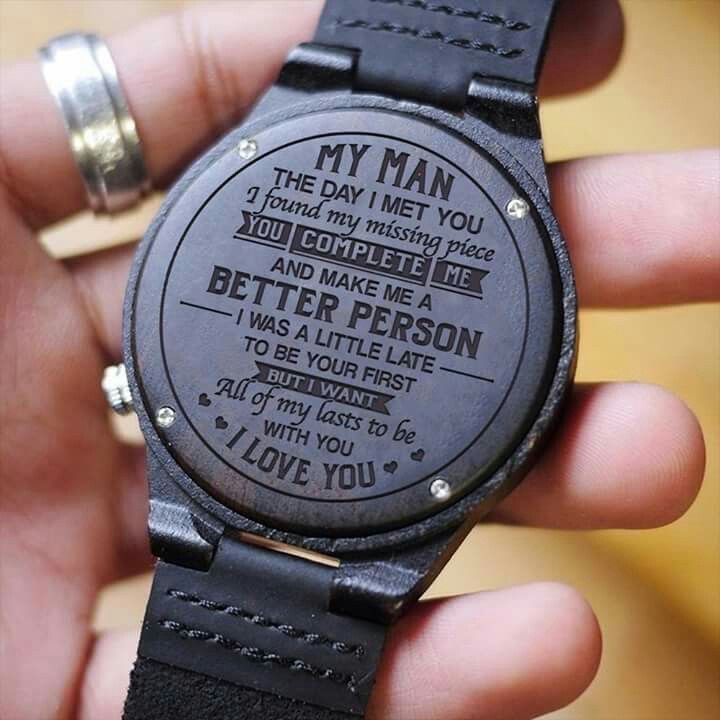 MY MAN
THE DAY I MET YOU
I found my missing piece
YOU COMPLETE ME
AND MAKE ME A
BETTER PERSON
I WAS A LITTLE LATE
TO BE YOUR FIRST
BUT I WANT
All of my lasts to be
WITH YOU
I LOVE YOU